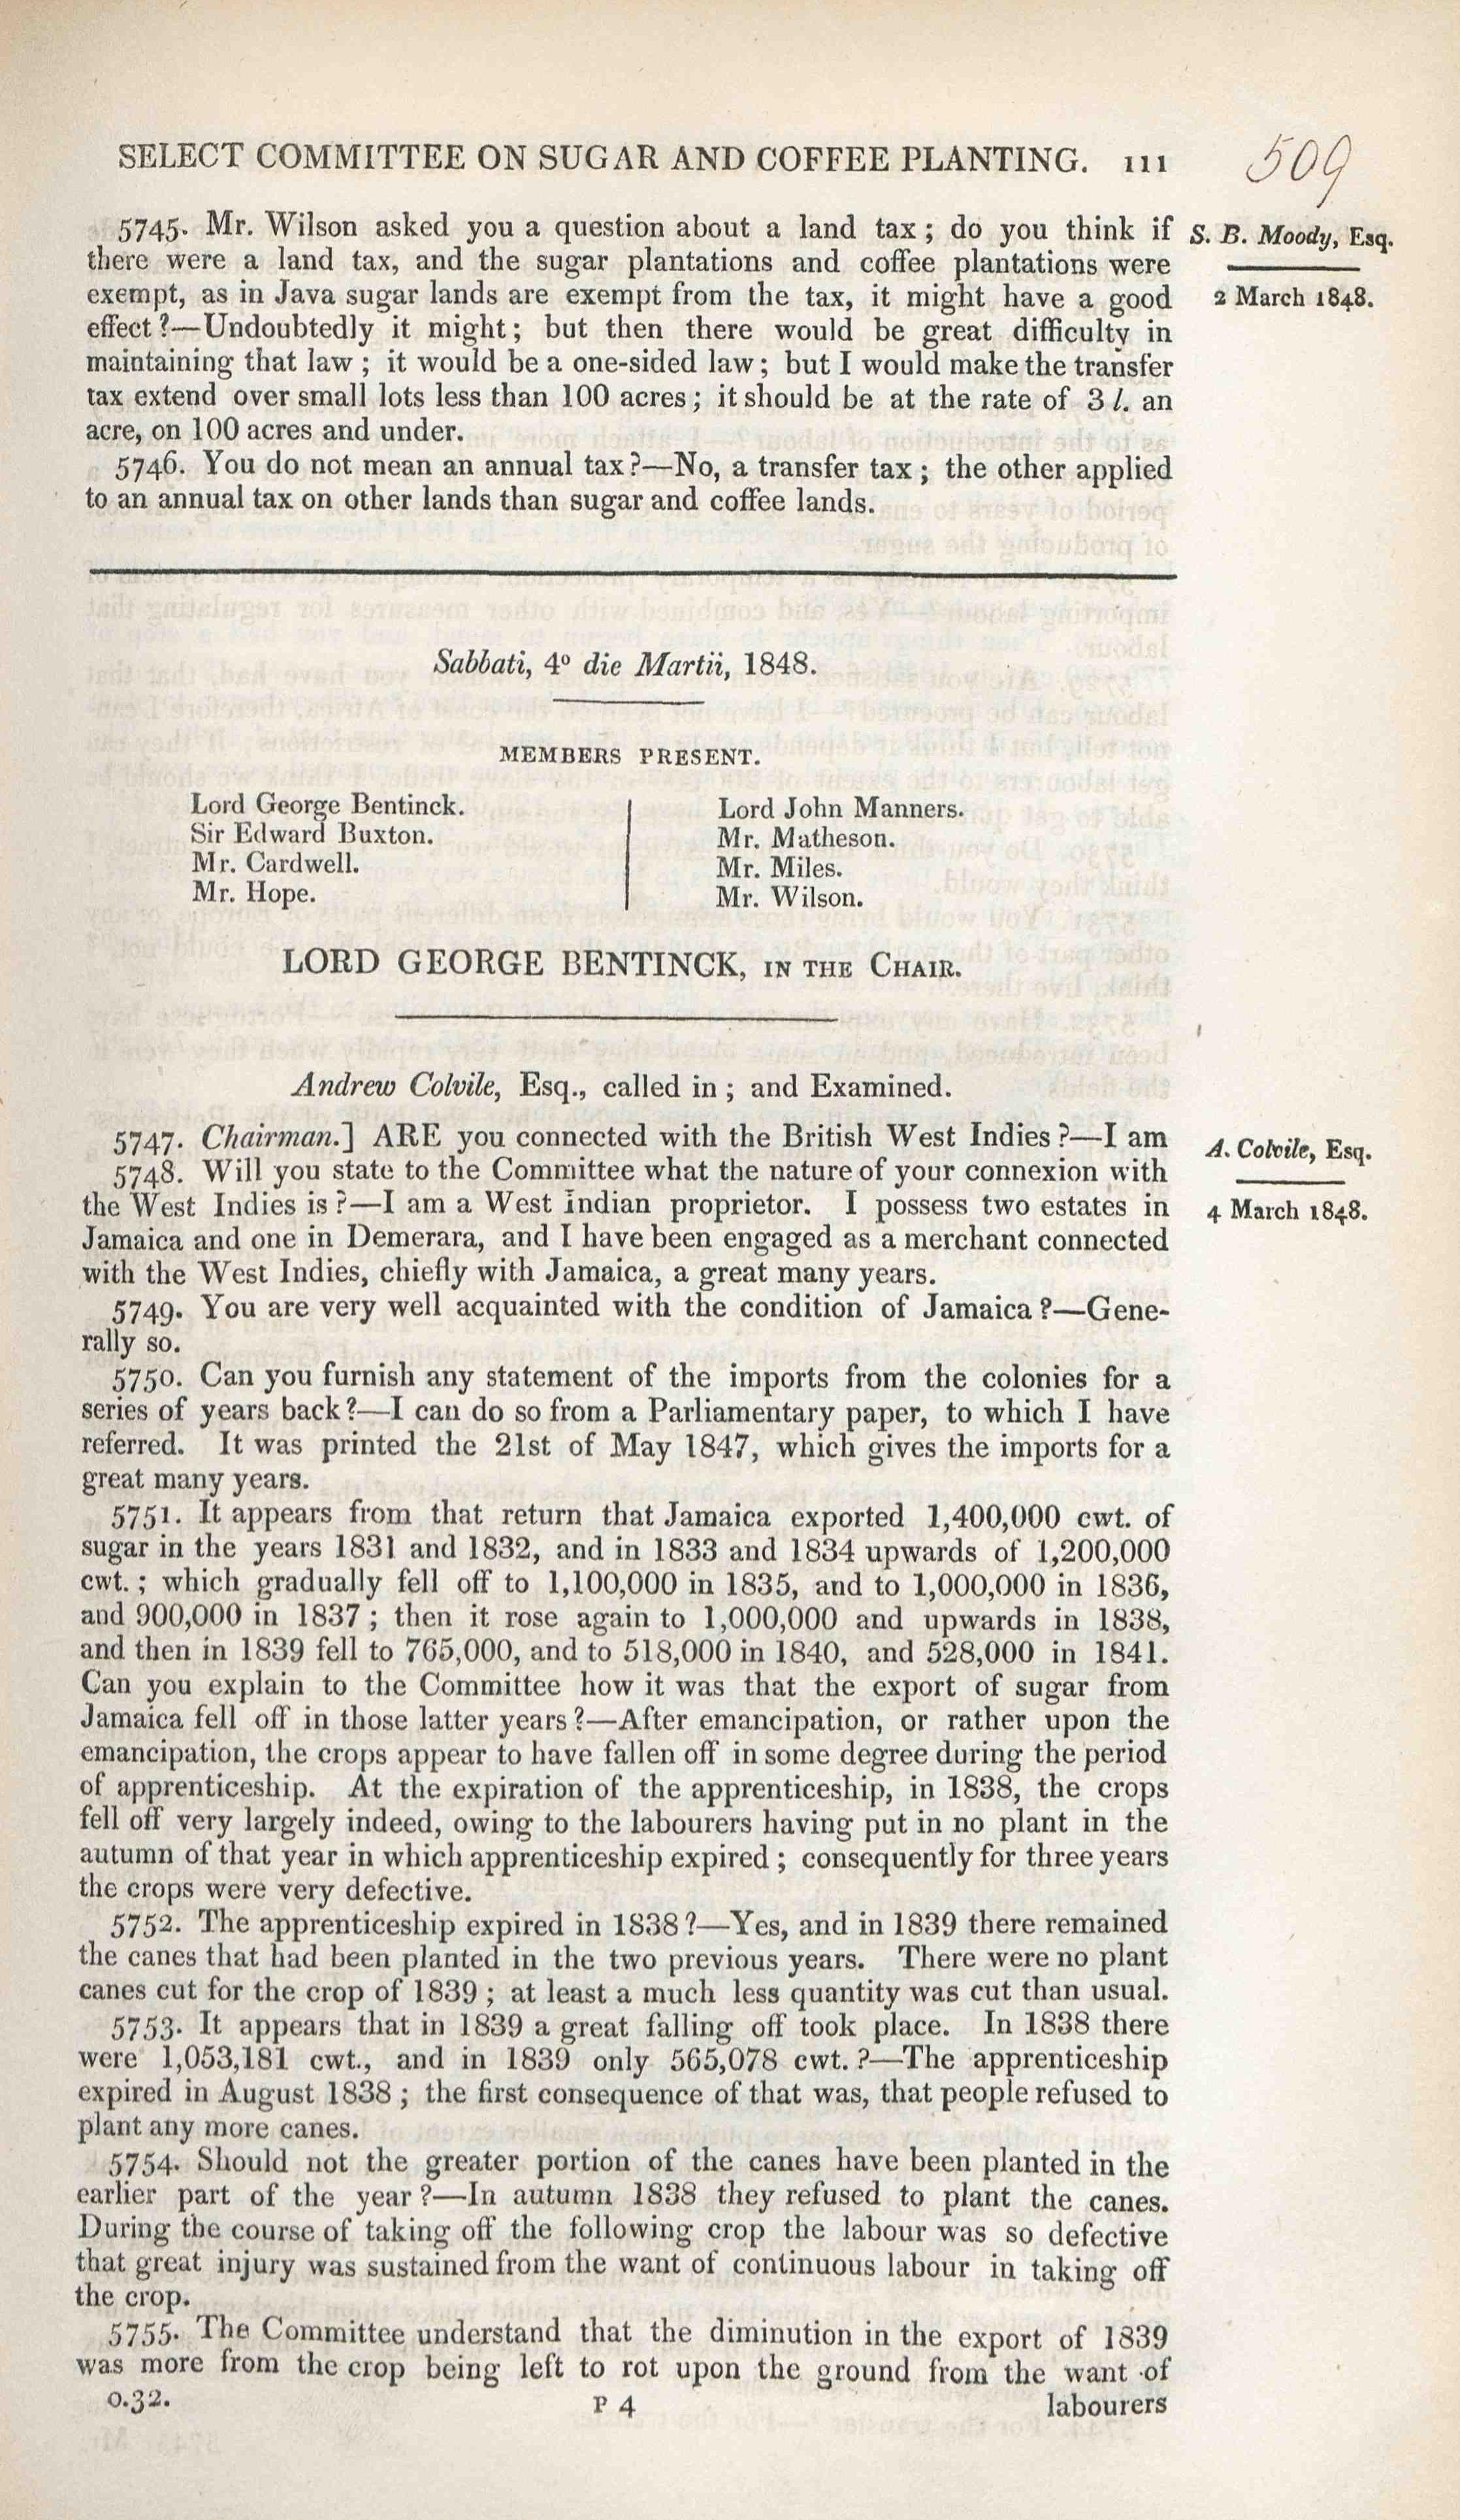 SELECT COMMITTEE ON SUGAR AND COFFEE PLANTING. 111
509
5745. Mr. Wilson asked you a question about a land tax; do you think if
there were a land tax, and the sugar plantations and coffee plantations were
exempt, as in Java sugar lands are exempt from the tax, it might have a good
effect?—Undoubtedly it might; but then there would be great difficulty in
maintaining that law; it would be a one-sided law; but I would make the transfer
tax extend over small lots less than 100 acres; it should be at the rate of 3 l. an
acre, on 100 acres and under.
S. B. Moody, Esq.
2 March 1848.
5746. You do not mean an annual tax?—No, a transfer tax; the other applied
to an annual tax on other lands than sugar and coffee lands.
Sabbati, 4º die Martii, 1848.
MEMBERS PRESENT.
Lord George Bentinck.
Sir Edward Buxton.
Mr. Cardwell.
Mr. Hope.
Lord John Manners.
Mr. Matheson.
Mr. Miles.
Mr. Wilson.
LORD GEORGE BENTINCK, IN THE CHAIR.
Andrew Colvile, Esq., called in; and Examined.
5747. Chairman.] ARE you connected with the British West Indies?—I am
A. Colvile, Esq.
4 March 1848.
5748. Will you state to the Committee what the nature of your connexion with
the West Indies is?—I am a West Indian proprietor. I possess two estates in
Jamaica and one in Demerara, and I have been engaged as a merchant connected
with the West Indies, chiefly with Jamaica, a great many years.
5749. You are very well acquainted with the condition of Jamaica?—Gene-
rally so.
5750. Can you furnish any statement of the imports from the colonies for a
series of years back?—I can do so from a Parliamentary paper, to which I have
referred. It was printed the 21st of May 1847, which gives the imports for a
great many years.
5751. It appears from that return that Jamaica exported 1,400,000 cwt. of
sugar in the years 1831 and 1832, and in 1833 and 1834 upwards of 1,200,000
cwt.; which gradually fell off to 1,100,000 in 1835, and to 1,000,000 in 1836,
and 900,000 in 1837; then it rose again to 1,000,000 and upwards in 1838,
and then in 1839 fell to 765,000, and to 518,000 in 1840, and 528,000 in 1841.
Can you explain to the Committee how it was that the export of sugar from
Jamaica fell off in those latter years?—After emancipation, or rather upon the
emancipation, the crops appear to have fallen off in some degree during the period
of apprenticeship. At the expiration of the apprenticeship, in 1838, the crops
fell off very largely indeed, owing to the labourers having put in no plant in the
autumn of that year in which apprenticeship expired; consequently for three years
the crops were very defective.
5752. The apprenticeship expired in 1838?—Yes, and in 1839 there remained
the canes that had been planted in the two previous years. There were no plant
canes cut for the crop of 1839; at least a much less quantity was cut than usual.
5753. It appears that in 1839 a great falling off took place. In 1838 there
were 1,053,181 cwt., and in 1839 only 565,078 cwt.?—The apprenticeship
expired in August 1838; the first consequence of that was, that people refused to
plant any more canes.
5754. Should not the greater portion of the canes have been planted in the
earlier part of the year?—In autumn 1838 they refused to plant the canes.
During the course of taking off the following crop the labour was so defective
that great injury was sustained from the want of continuous labour in taking off
the crop.
5755. The Committee understand that the diminution in the export of 1839
was more from the crop being left to rot upon the ground from the want of
0.32. P 4 labourers